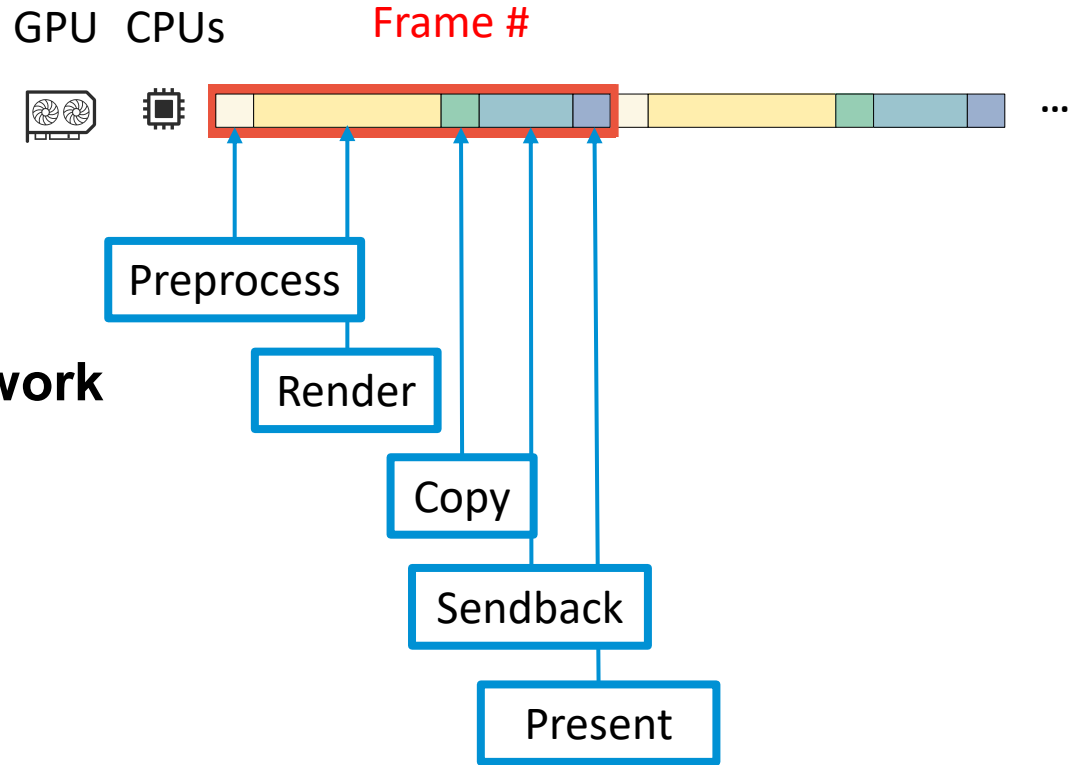 GPU CPUs Frame #
...
Preprocess
work
Render
Copy
Sendback
Present